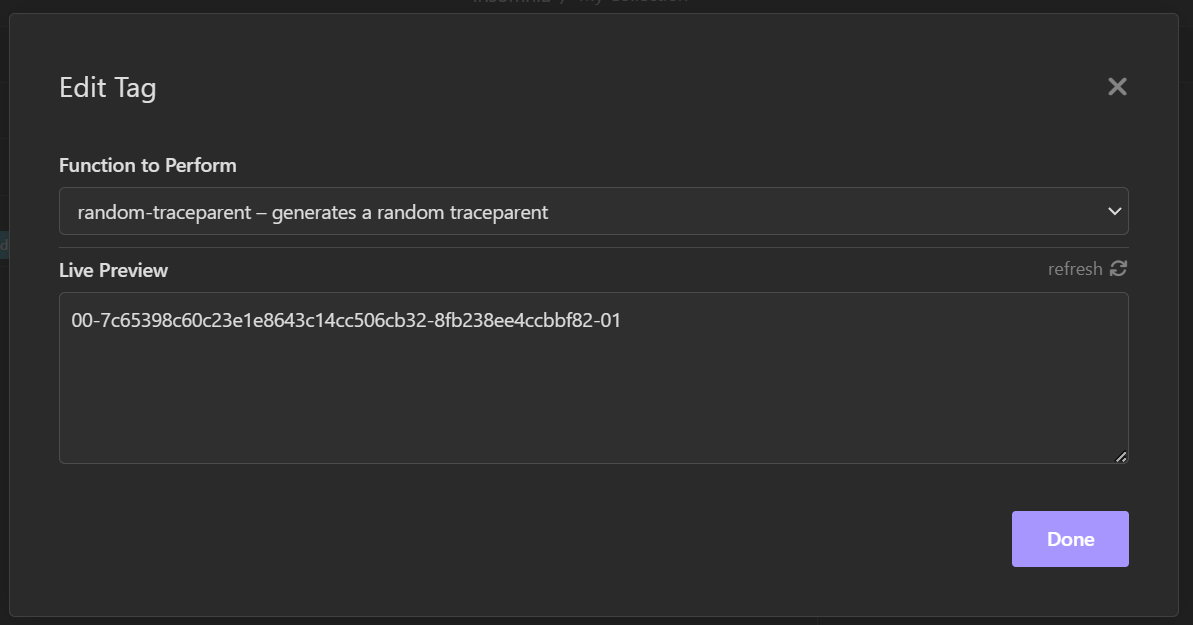 Edit Tag
Function to Perform
random-traceparent – generates a random traceparent
Live Preview
refresh
00-7c65398c60c23e1e8643c14cc506cb32-8fb238ee4ccbbf82-01
Done